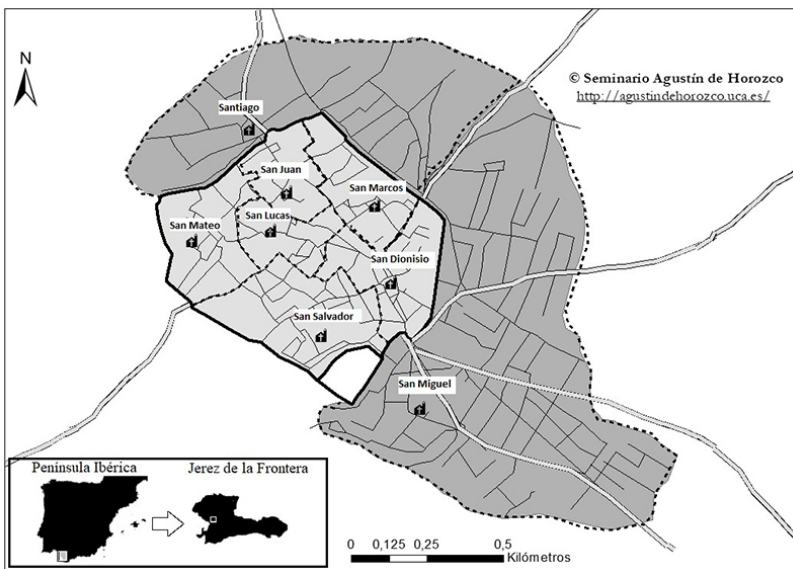 N
© Seminario Agustín de Horozco
http://agustindehorozco.uca.es/
Santiago
San Juan
San Marcos
San Lucas
San Mateo
San Dionisio
San Salvador
San Miguel
Península Ibérica
Jerez de la Frontera
0 0,125 0,25 0,5
Kilómetros